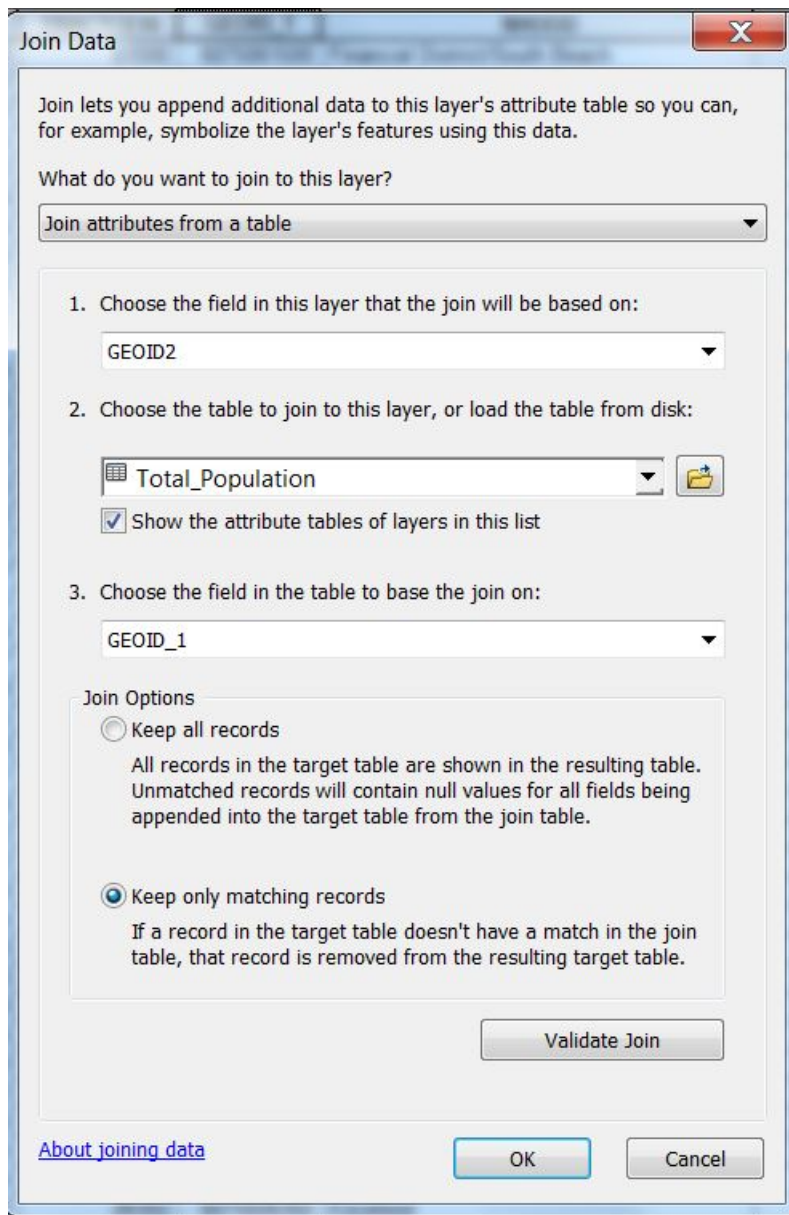 Join Data
Join lets you append additional data to this layer's attribute table so you can,
for example, symbolize the layer's features using this data.
What do you want to join to this layer?
Join attributes from a table
1. Choose the field in this layer that the join will be based on:
GEOID2
2. Choose the table to join to this layer, or load the table from disk:
Total_Population
Show the attribute tables of layers in this list
3. Choose the field in the table to base the join on:
GEOID_1
Join Options
Keep all records
All records in the target table are shown in the resulting table.
Unmatched records will contain null values for all fields being
appended into the target table from the join table.
Keep only matching records
If a record in the target table doesn't have a match in the join
table, that record is removed from the resulting target table.
Validate Join
About joining data
OK
Cancel